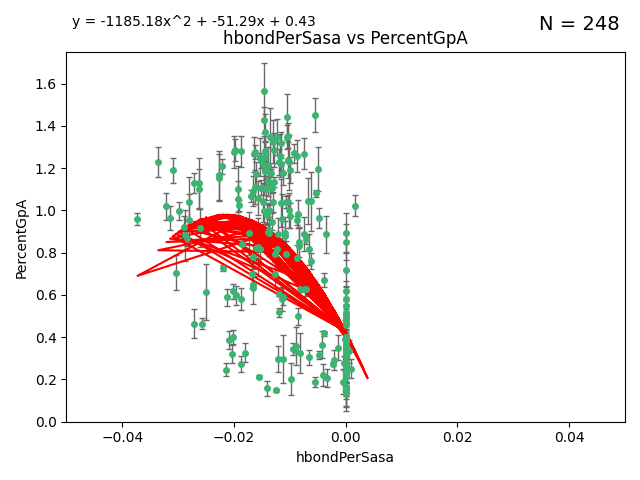 y = -1185.18x^2 + -51.29x + 0.43
N = 248
hbondPerSasa vs PercentGpA
1.6
1.4
1.2
1.0
0.8
0.6
0.4
0.2
0.0
PercentGpA
−0.04 −0.02 0.00 0.02 0.04
hbondPerSasa